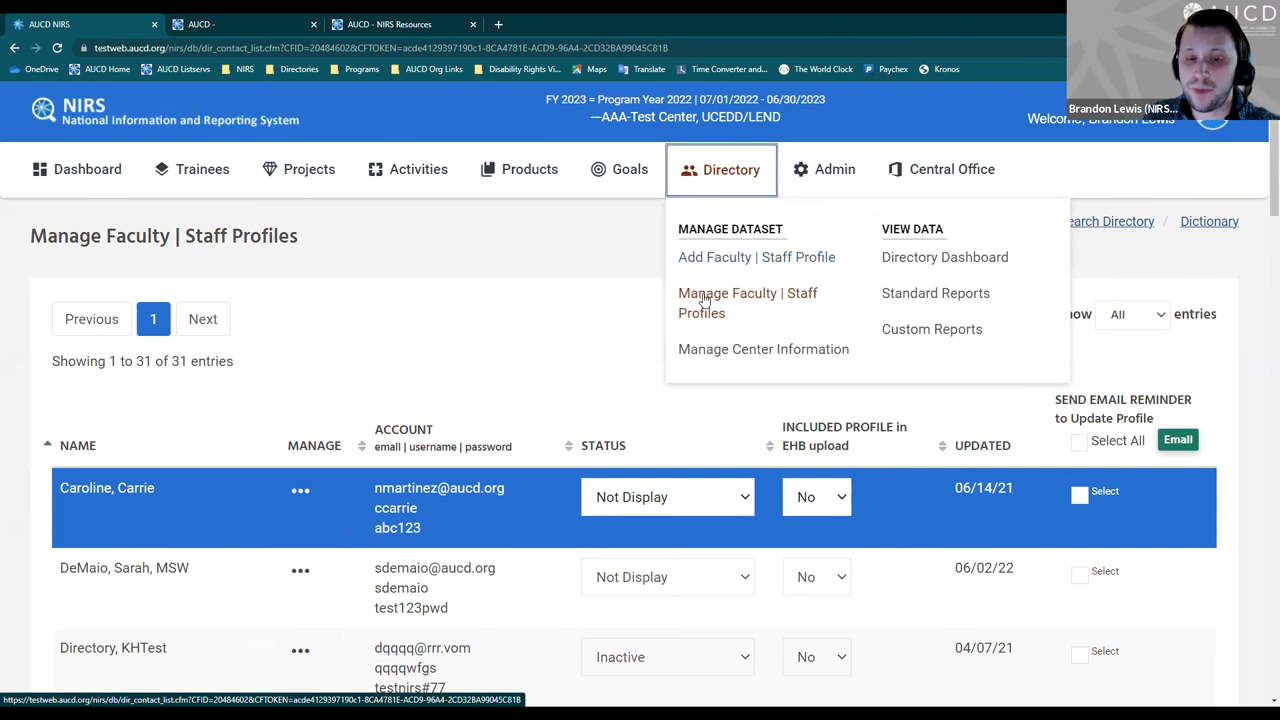 AUCD NIRS
AUCD -
AUCD - NIRS Resources
testweb.aucd.org/nirs/db/dir_contact_list.cfm?CFID=20484602&CFTOKEN=acde4129397190c1-8CA4781E-ACD9-96A4-2CD32BA99045C81B
OneDrive
AUCD Home
AUCD Listservs
NIRS
Directories
Programs
AUCD Org Links
Disability Rights Vi...
Maps
Translate
Time Converter and...
The World Clock
Paychex
Kronos
AUCD
Brandon Lewis (NIRS...
NIRS
National Information and Reporting System
FY 2023 = Program Year 2022 | 07/01/2022 - 06/30/2023
—AAA-Test Center, UCEDD/LEND
Welcome, Brandon Lewis
Dashboard
Trainees
Projects
Activities
Products
Goals
Directory
Admin
Central Office
Manage Faculty | Staff Profiles
earch Directory / Dictionary
MANAGE DATASET
Add Faculty | Staff Profile
Manage Faculty | Staff
Profiles
Manage Center Information
VIEW DATA
Directory Dashboard
Standard Reports
Custom Reports
Previous 1 Next
ow All entries
Showing 1 to 31 of 31 entries
NAME
MANAGE
ACCOUNT
email | username | password
STATUS
INCLUDED PROFILE in
EHB upload
UPDATED
SEND EMAIL REMINDER
to Update Profile
Select All Email
Caroline, Carrie
nmartinez@aucd.org
ccarrie
abc123
Not Display
No
06/14/21
Select
DeMaio, Sarah, MSW
sdemaio@aucd.org
sdemaio
test123pwd
Not Display
No
06/02/22
Select
Directory, KHTest
dqqqq@rrr.vom
qqqqwfgs
testnirs#77
Inactive
No
04/07/21
Select
https://testweb.aucd.org/nirs/db/dir_contact_list.cfm?CFID=20484602&CFTOKEN=acde4129397190c1-8CA4781E-ACD9-96A4-2CD32BA99045C81B